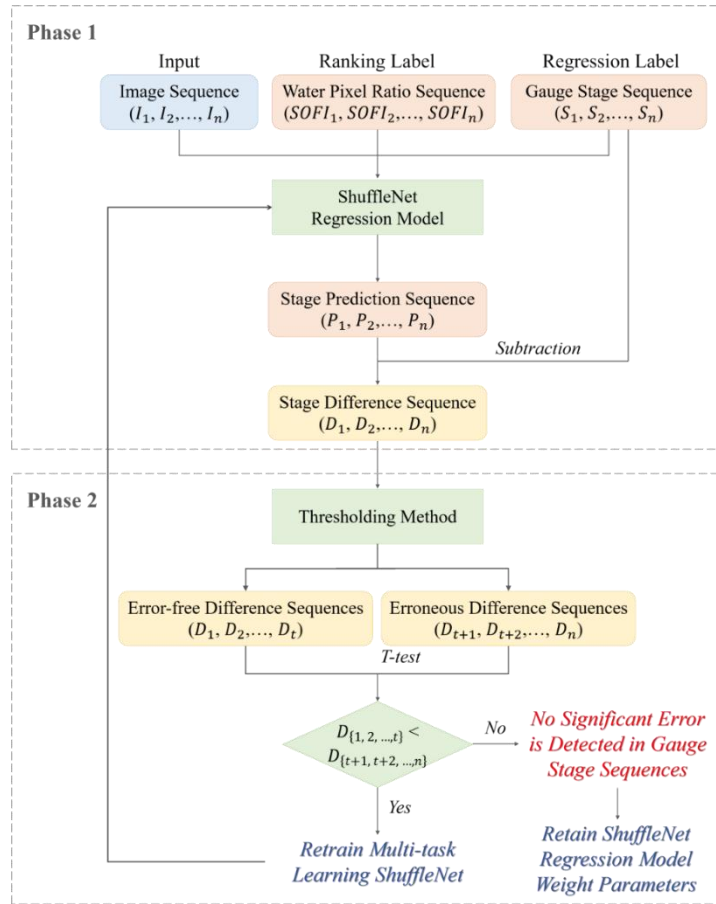 Phase 1
Input
Ranking Label
Regression Label
Image Sequence
(I₁, I₂,…, Iₙ)
Water Pixel Ratio Sequence
(SOFI₁, SOFI₂,…, SOFIₙ)
Gauge Stage Sequence
(S₁, S₂,…, Sₙ)
ShuffleNet
Regression Model
Stage Prediction Sequence
(P₁, P₂,…, Pₙ)
Subtraction
Stage Difference Sequence
(D₁, D₂,…, Dₙ)
Phase 2
Thresholding Method
Error-free Difference Sequences
(D₁, D₂,…, Dₜ)
Erroneous Difference Sequences
(Dₜ₊₁, Dₜ₊₂,…, Dₙ)
T-test
D_{1, 2, …,t} <
D_{t+1, t+2, …,n}
No
Yes
No Significant Error
is Detected in Gauge
Stage Sequences
Retrain Multi-task
Learning ShuffleNet
Retain ShuffleNet
Regression Model
Weight Parameters